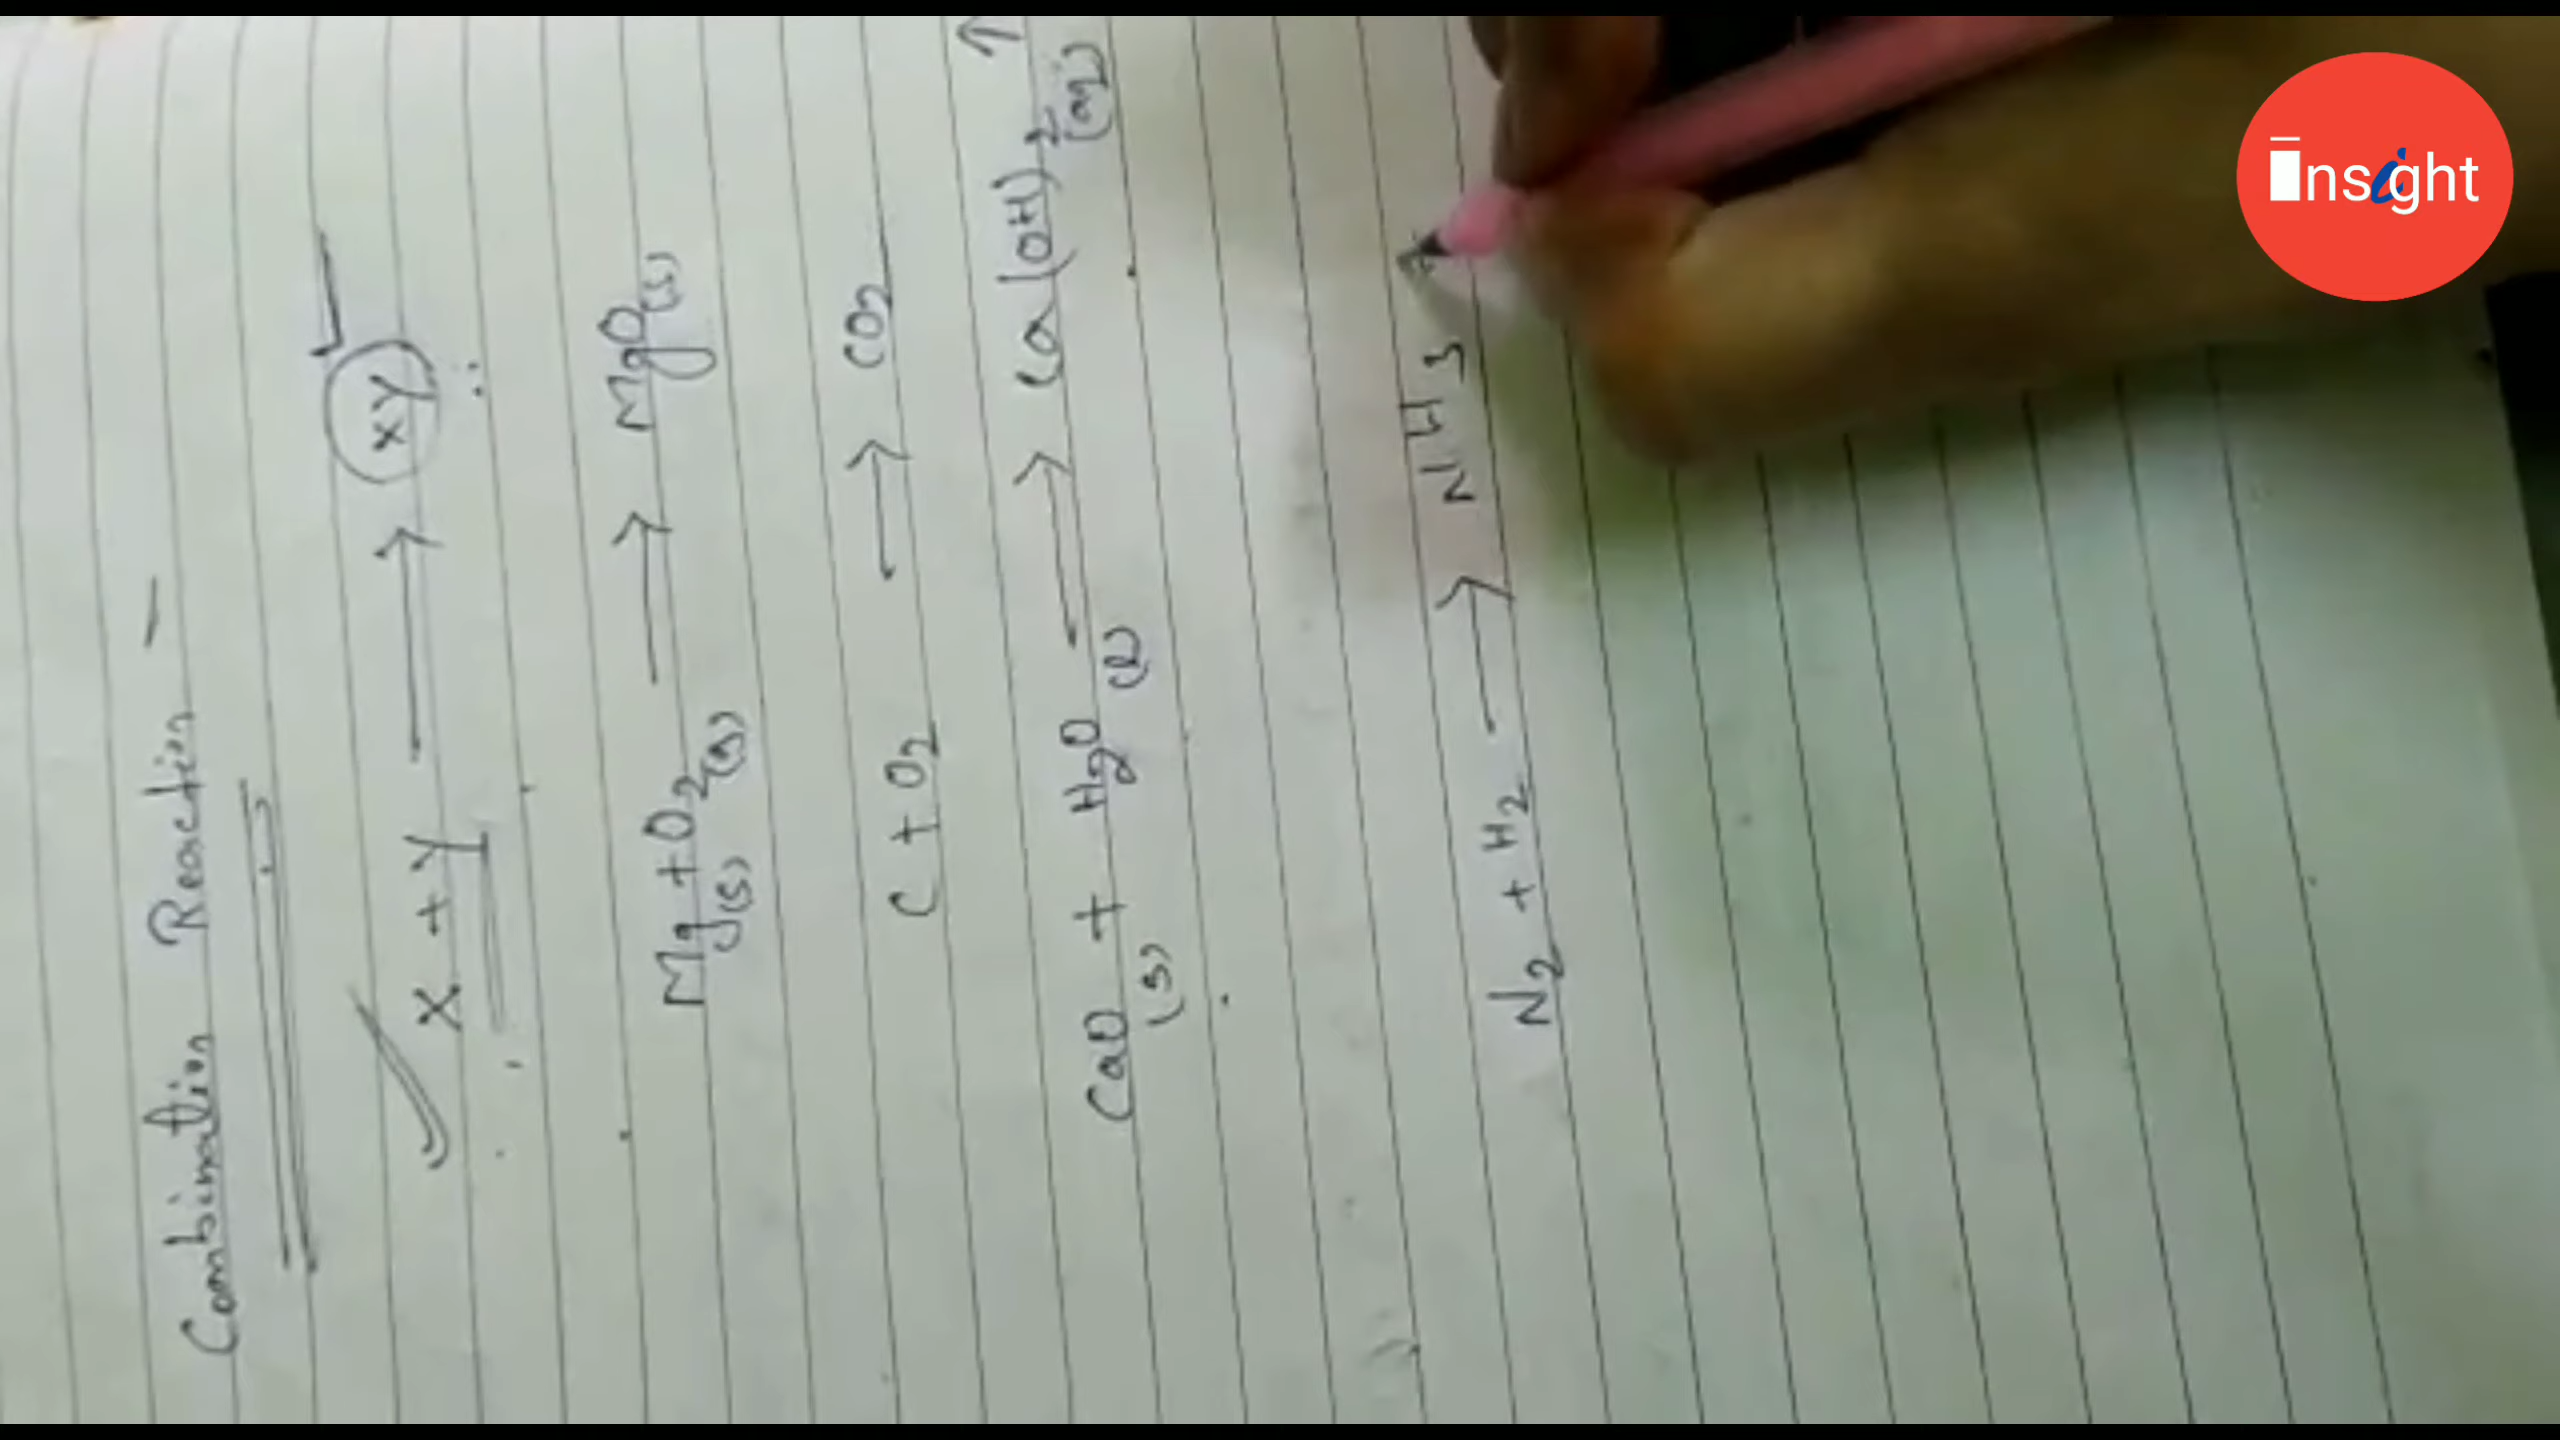 Combination Reaction -
X + Y → XY
Mg(s) + O2(g) → MgO(s)
C + O2 → CO2
CaO(s) + H2O(l) → Ca(OH)2(aq) ↑
N2 + H2 → NH3
Insight